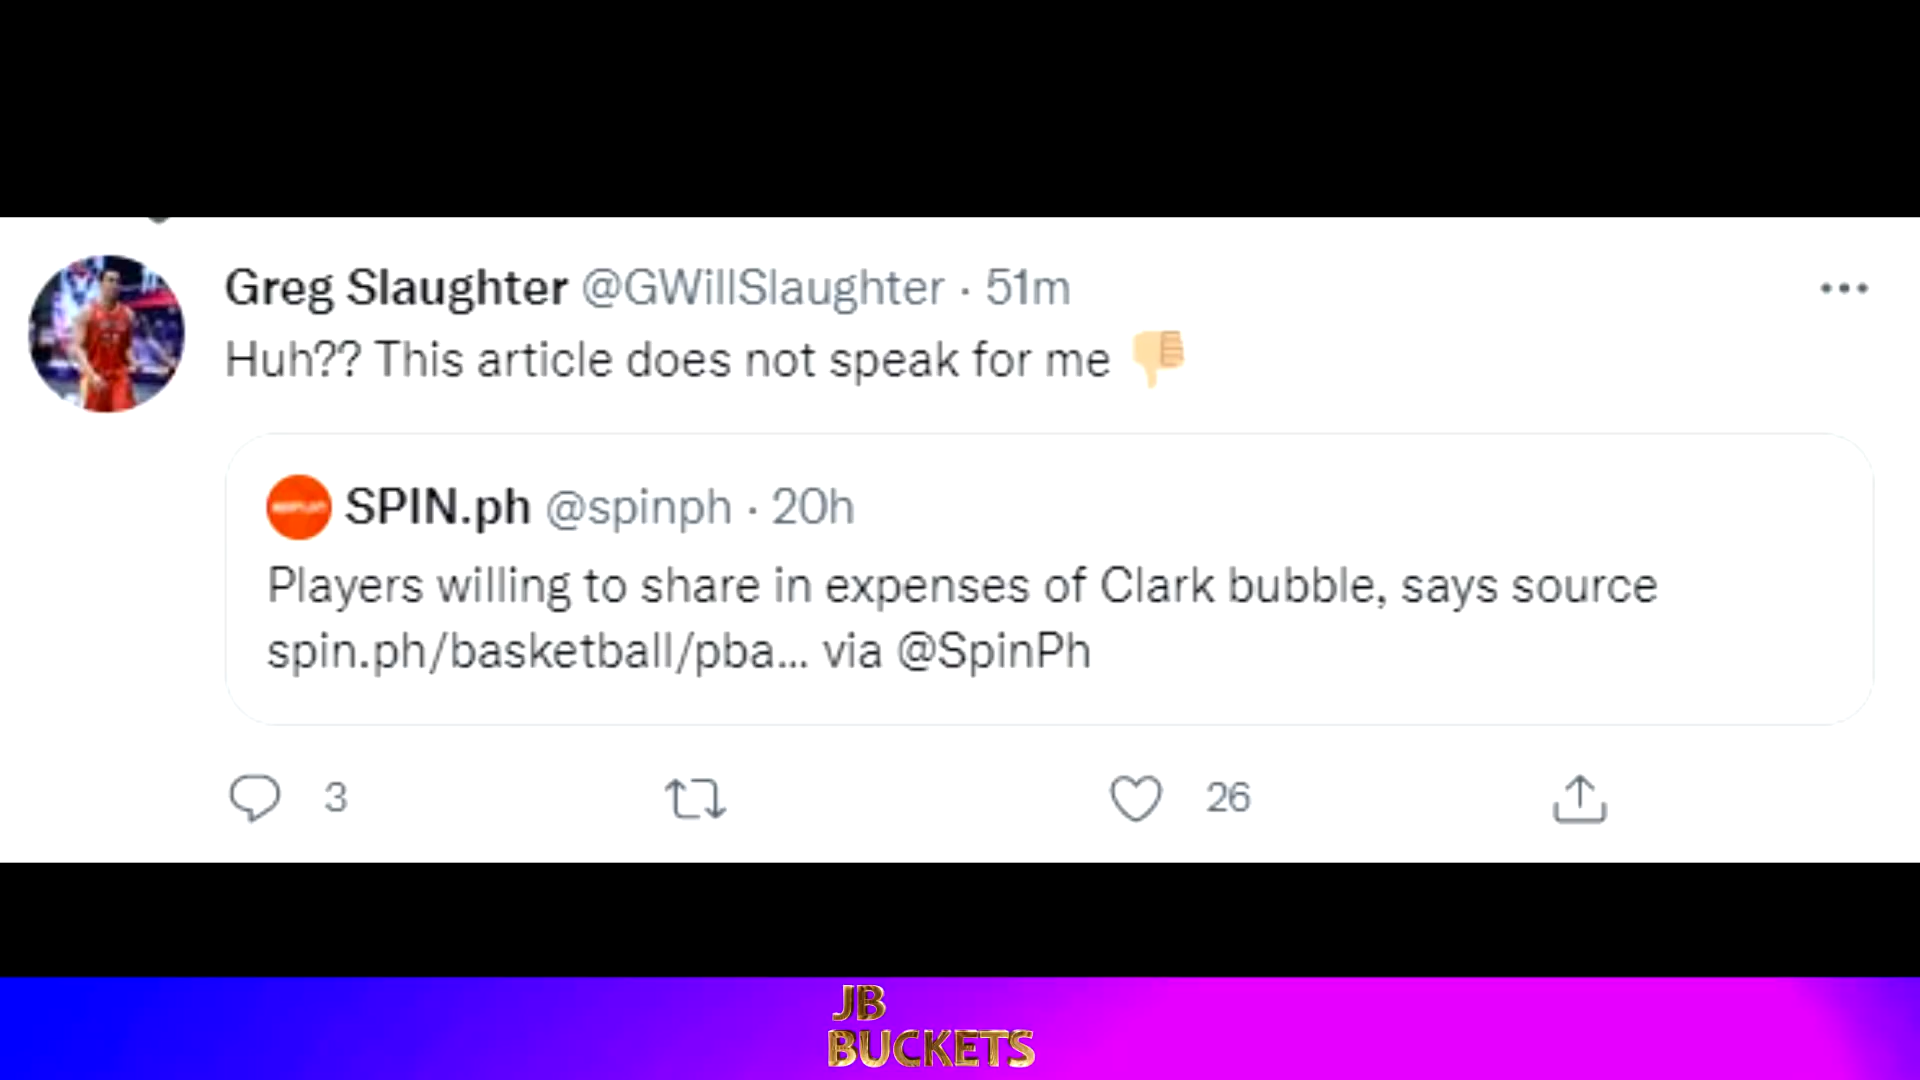 Greg Slaughter @GWillSlaughter · 51m
Huh?? This article does not speak for me 👎🏼
SPIN.ph @spinph · 20h
Players willing to share in expenses of Clark bubble, says source
spin.ph/basketball/pba... via @SpinPh
3 26
JB
BUCKETS